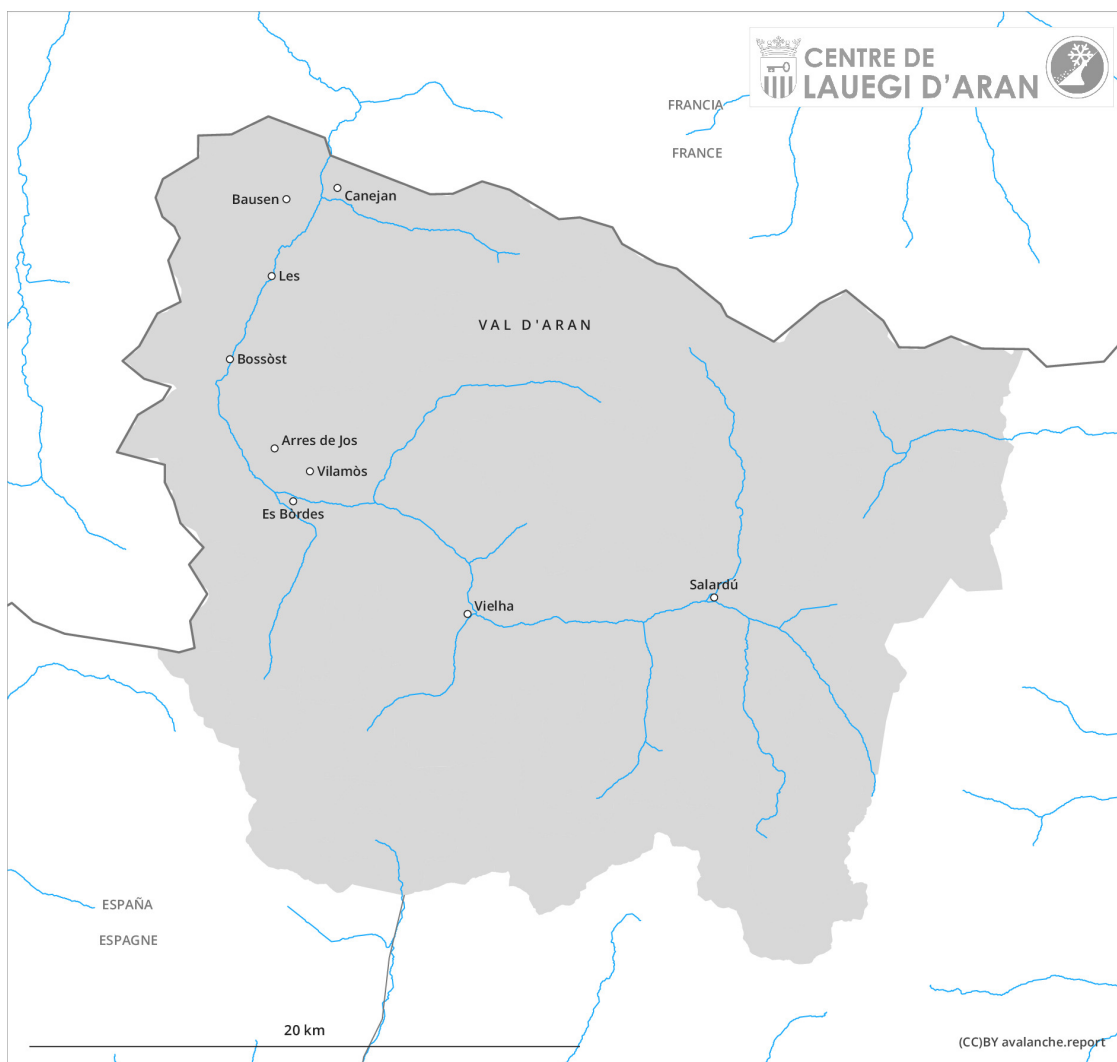 CENTRE DE
LAUEGI D'ARAN
FRANCIA
FRANCE
Bausen
Canejan
Les
VAL D'ARAN
Bossòst
Arres de Jos
Vilamòs
Es Bòrdes
Salardú
Vielha
ESPAÑA
ESPAGNE
20 km
(CC)BY avalanche.report